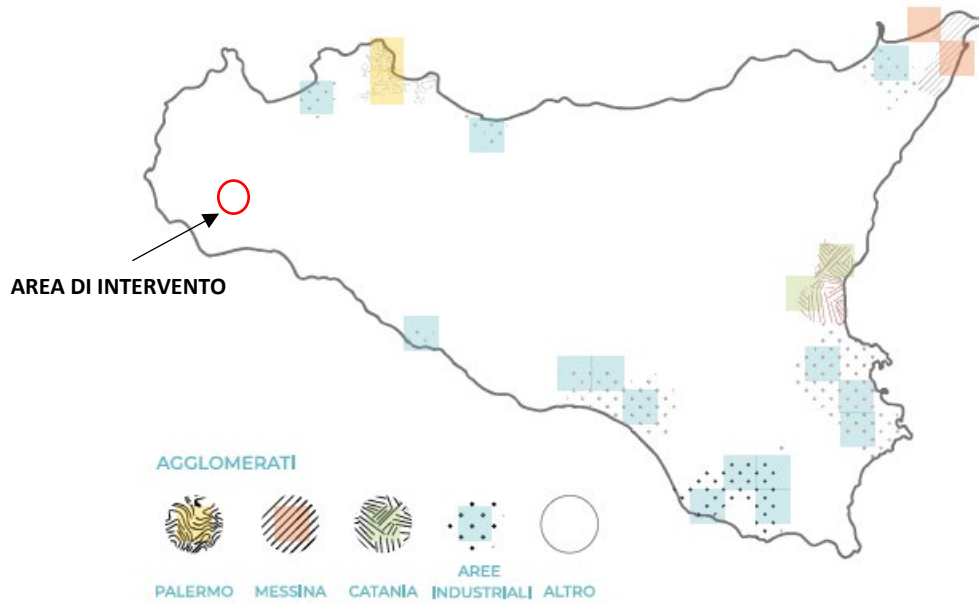 AREA DI INTERVENTO
AGGLOMERATI
PALERMO
MESSINA
CATANIA
AREE
INDUSTRIALI
ALTRO